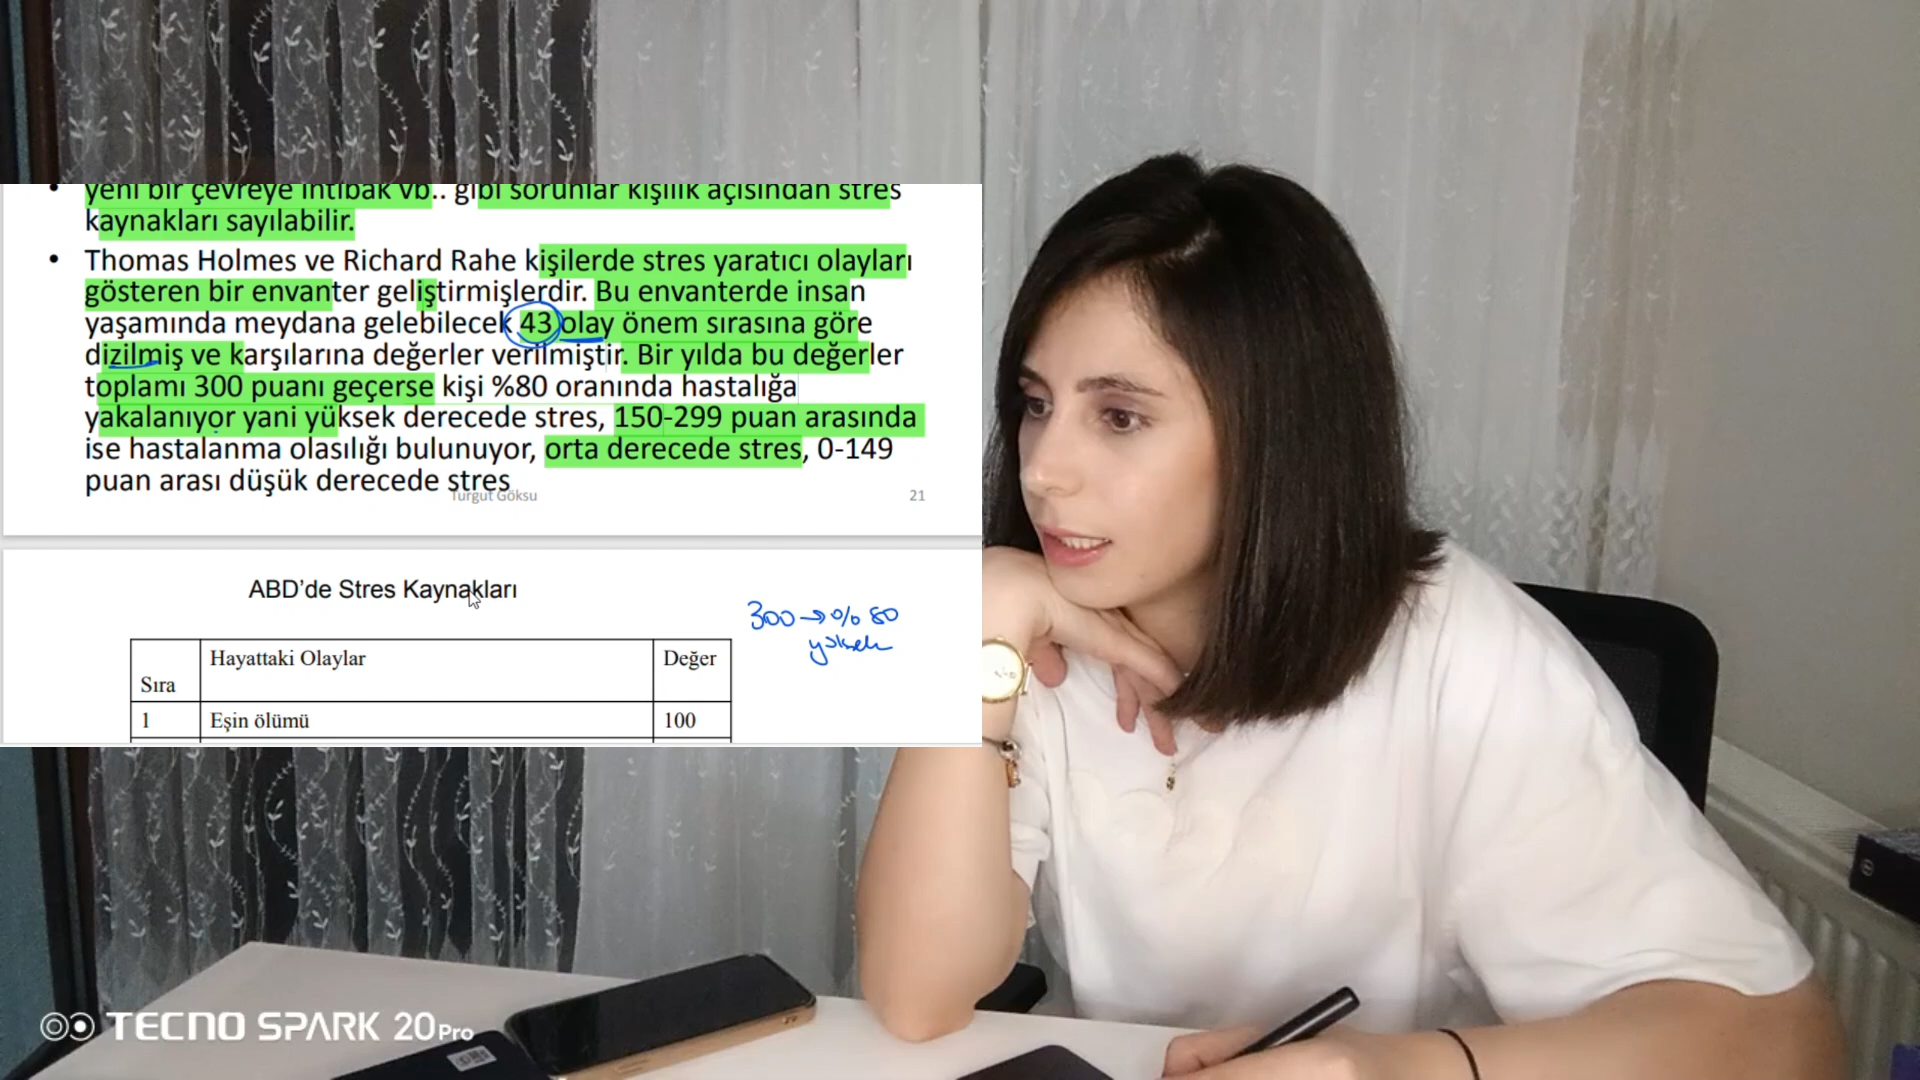 yeni bir çevreye intibak vb.. gibi sorunlar kişilik açısından stres
kaynakları sayılabilir.
• Thomas Holmes ve Richard Rahe kişilerde stres yaratıcı olayları
gösteren bir envanter geliştirmişlerdir. Bu envanterde insan
yaşamında meydana gelebilecek 43 olay önem sırasına göre
dizilmiş ve karşılarına değerler verilmiştir. Bir yılda bu değerler
toplamı 300 puanı geçerse kişi %80 oranında hastalığa
yakalanıyor yani yüksek derecede stres, 150-299 puan arasında
ise hastalanma olasılığı bulunuyor, orta derecede stres, 0-149
puan arası düşük derecede stres
Turgut Göksu
21
ABD’de Stres Kaynakları
300 → % 80
yüksek
Sıra Hayattaki Olaylar Değer
1 Eşin ölümü 100
TECNO SPARK 20Pro